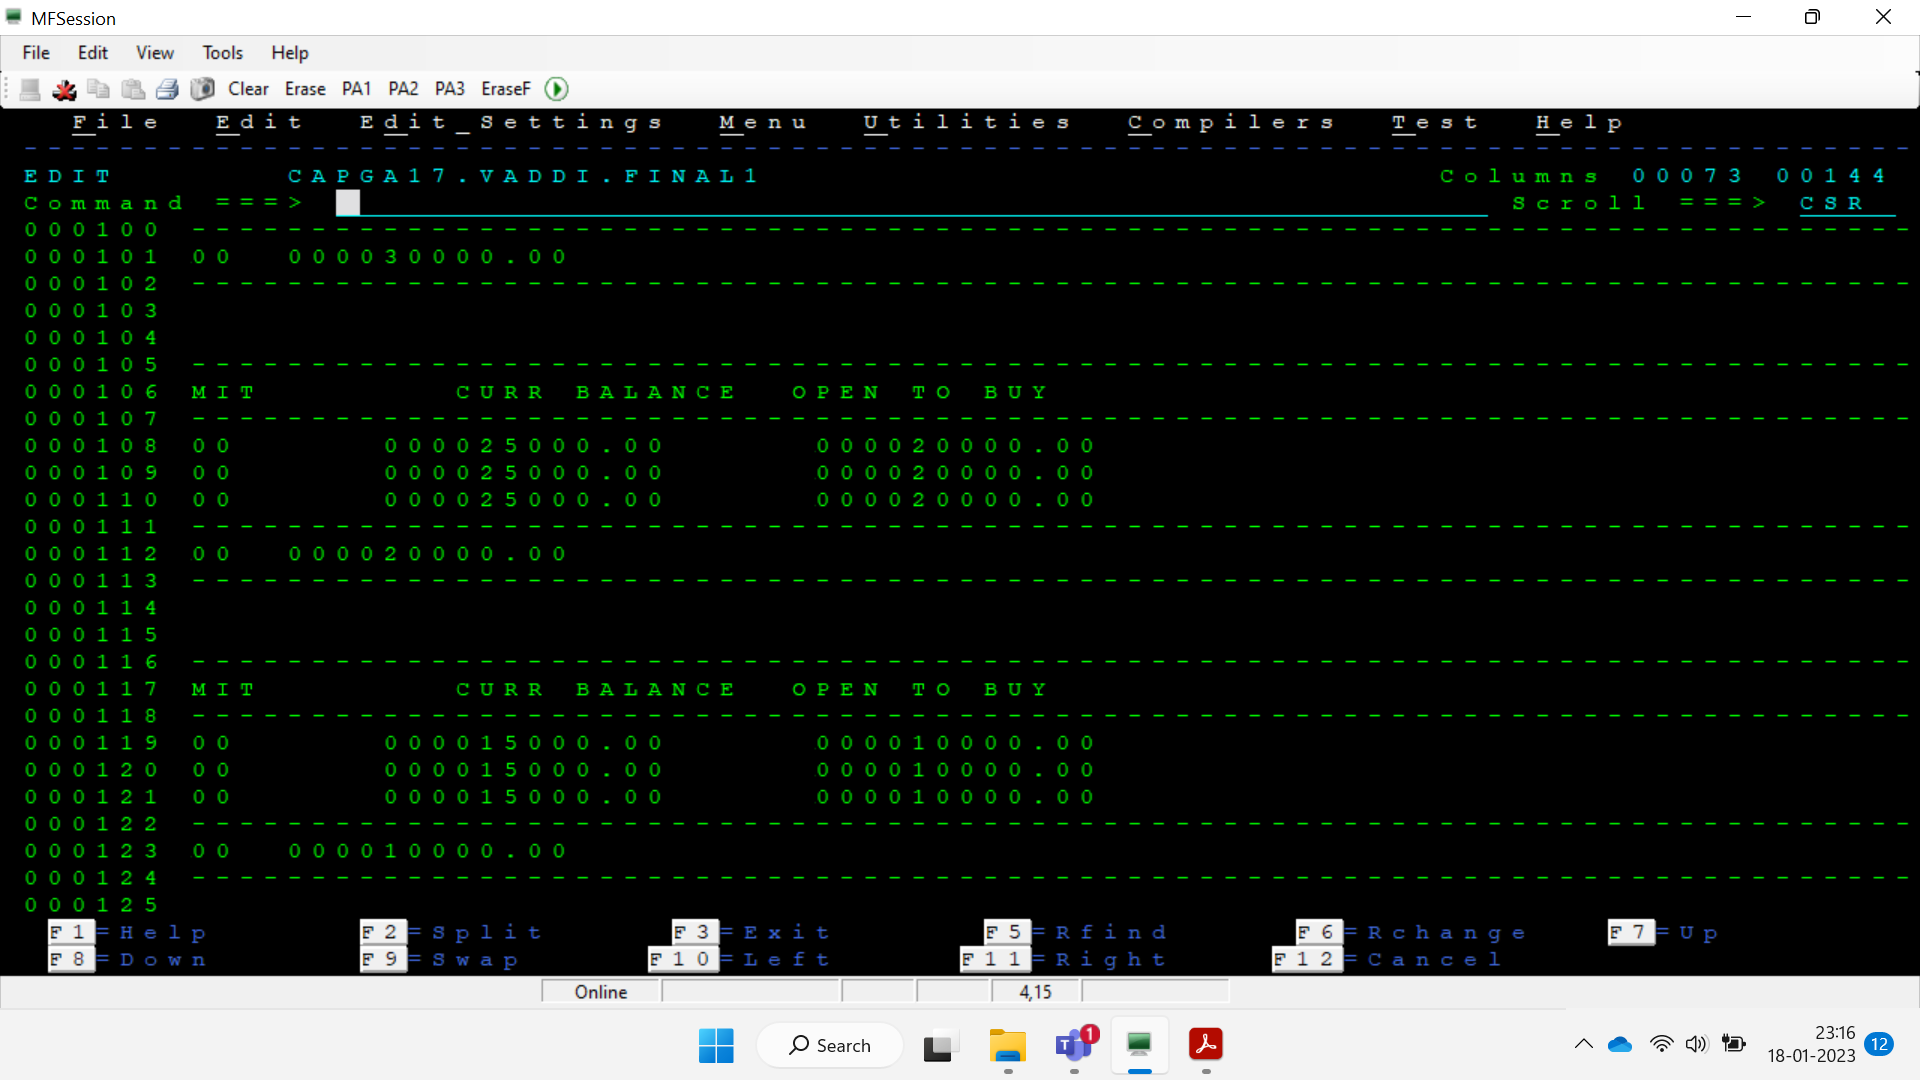 MFSession
File Edit View Tools Help
Clear Erase PA1 PA2 PA3 EraseF
File Edit Edit_Settings Menu Utilities Compilers Test Help
--------------------------------------------------------------------------------
EDIT CAPGA17.VADDI.FINAL1 Columns 00073 00144
Command ===> Scroll ===> CSR
000100 ------------------------------------------------------------------------
000101 00 000030000.00
000102 ------------------------------------------------------------------------
000103
000104
000105 ------------------------------------------------------------------------
000106 MIT CURR BALANCE OPEN TO BUY
000107 ------------------------------------------------------------------------
000108 00 000025000.00 000020000.00
000109 00 000025000.00 000020000.00
000110 00 000025000.00 000020000.00
000111 ------------------------------------------------------------------------
000112 00 000020000.00
000113 ------------------------------------------------------------------------
000114
000115
000116 ------------------------------------------------------------------------
000117 MIT CURR BALANCE OPEN TO BUY
000118 ------------------------------------------------------------------------
000119 00 000015000.00 000010000.00
000120 00 000015000.00 000010000.00
000121 00 000015000.00 000010000.00
000122 ------------------------------------------------------------------------
000123 00 000010000.00
000124 ------------------------------------------------------------------------
000125
F1=Help F2=Split F3=Exit F5=Rfind F6=Rchange F7=Up
F8=Down F9=Swap F10=Left F11=Right F12=Cancel
Online 4,15
Search 1 23:16 12
18-01-2023